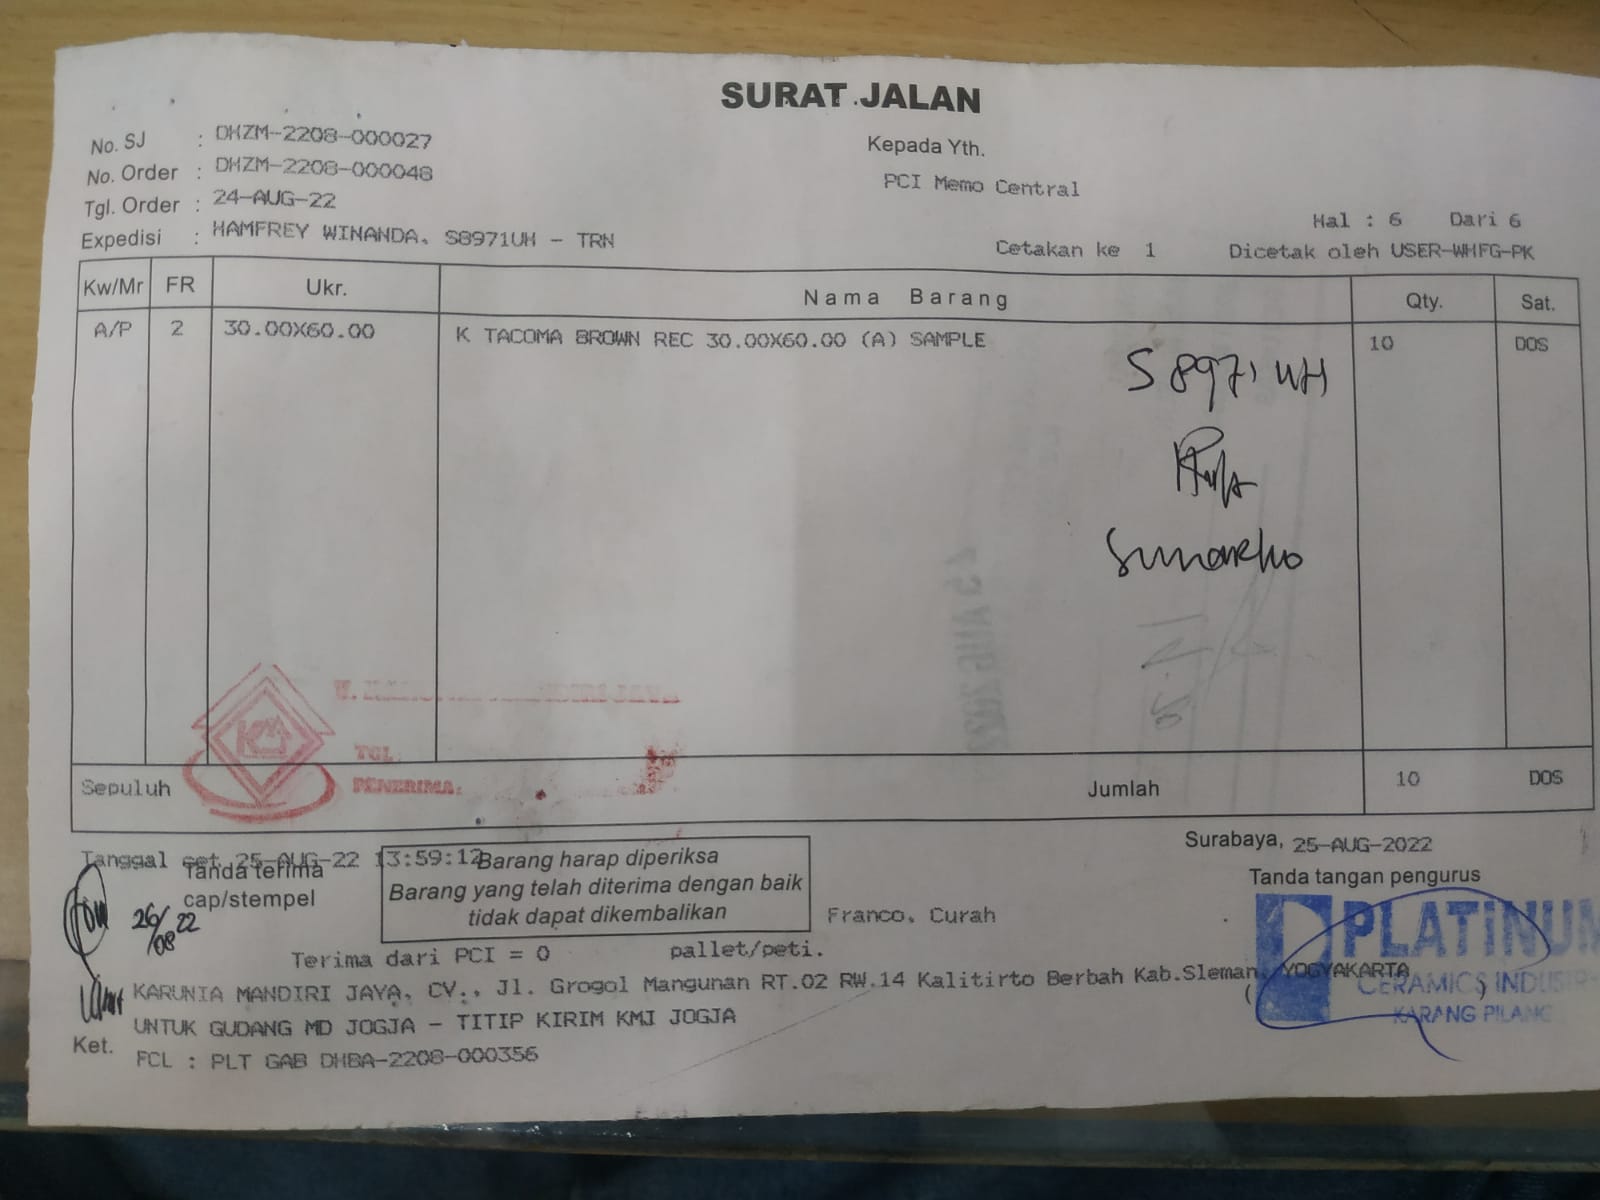 SURAT JALAN
No. SJ : DHZM-2208-000027
No. Order : DHZM-2208-000048
Tgl. Order : 24-AUG-22
Expedisi : HAMFREY WINANDA, S8971UH - TRN
Kepada Yth.
PCI Memo Central
Hal : 6 Dari 6
Cetakan ke 1 Dicetak oleh USER-WHFG-PK
Kw/Mr FR Ukr. Nama Barang Qty. Sat.
A/P 2 30.00X60.00 K TACOMA BROWN REC 30.00X60.00 (A) SAMPLE 10 DOS
S 8971 UH
Sunarko
TGL
PENERIMA:
Sepuluh Jumlah 10 DOS
Tanggal cet. 25-AUG-22 13:59:12
Tanda terima
cap/stempel
26/08 22
Barang harap diperiksa
Barang yang telah diterima dengan baik
tidak dapat dikembalikan
Franco, Curah
Surabaya, 25-AUG-2022
Tanda tangan pengurus
PLATINUM
CERAMICS
KARANG PILANG
Terima dari PCI = 0 pallet/peti.
KARUNIA MANDIRI JAYA, CV., Jl. Grogol Mangunan RT.02 RW.14 Kalitirto Berbah Kab.Sleman, YOGYAKARTA
UNTUK GUDANG MD JOGJA - TITIP KIRIM KMJ JOGJA
Ket. FCL : PLT GAB DHBA-2208-000356